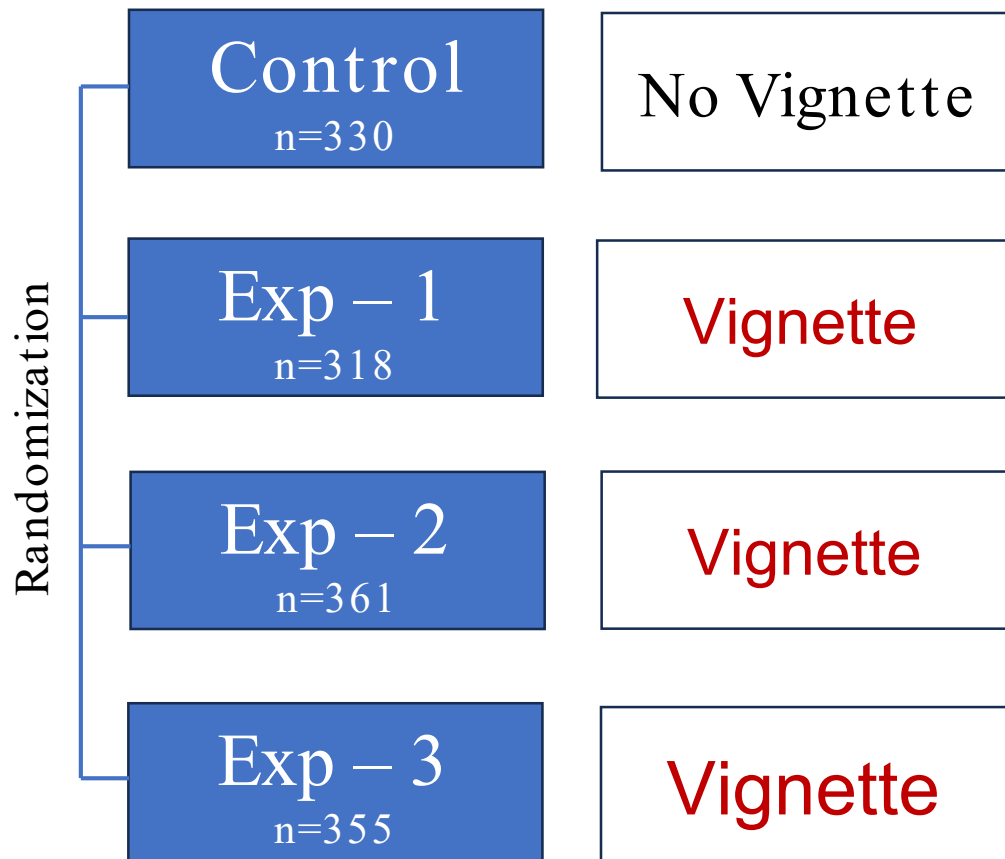 Randomization
Control
n=330
No Vignette
Exp – 1
n=318
Vignette
Exp – 2
n=361
Vignette
Exp – 3
n=355
Vignette